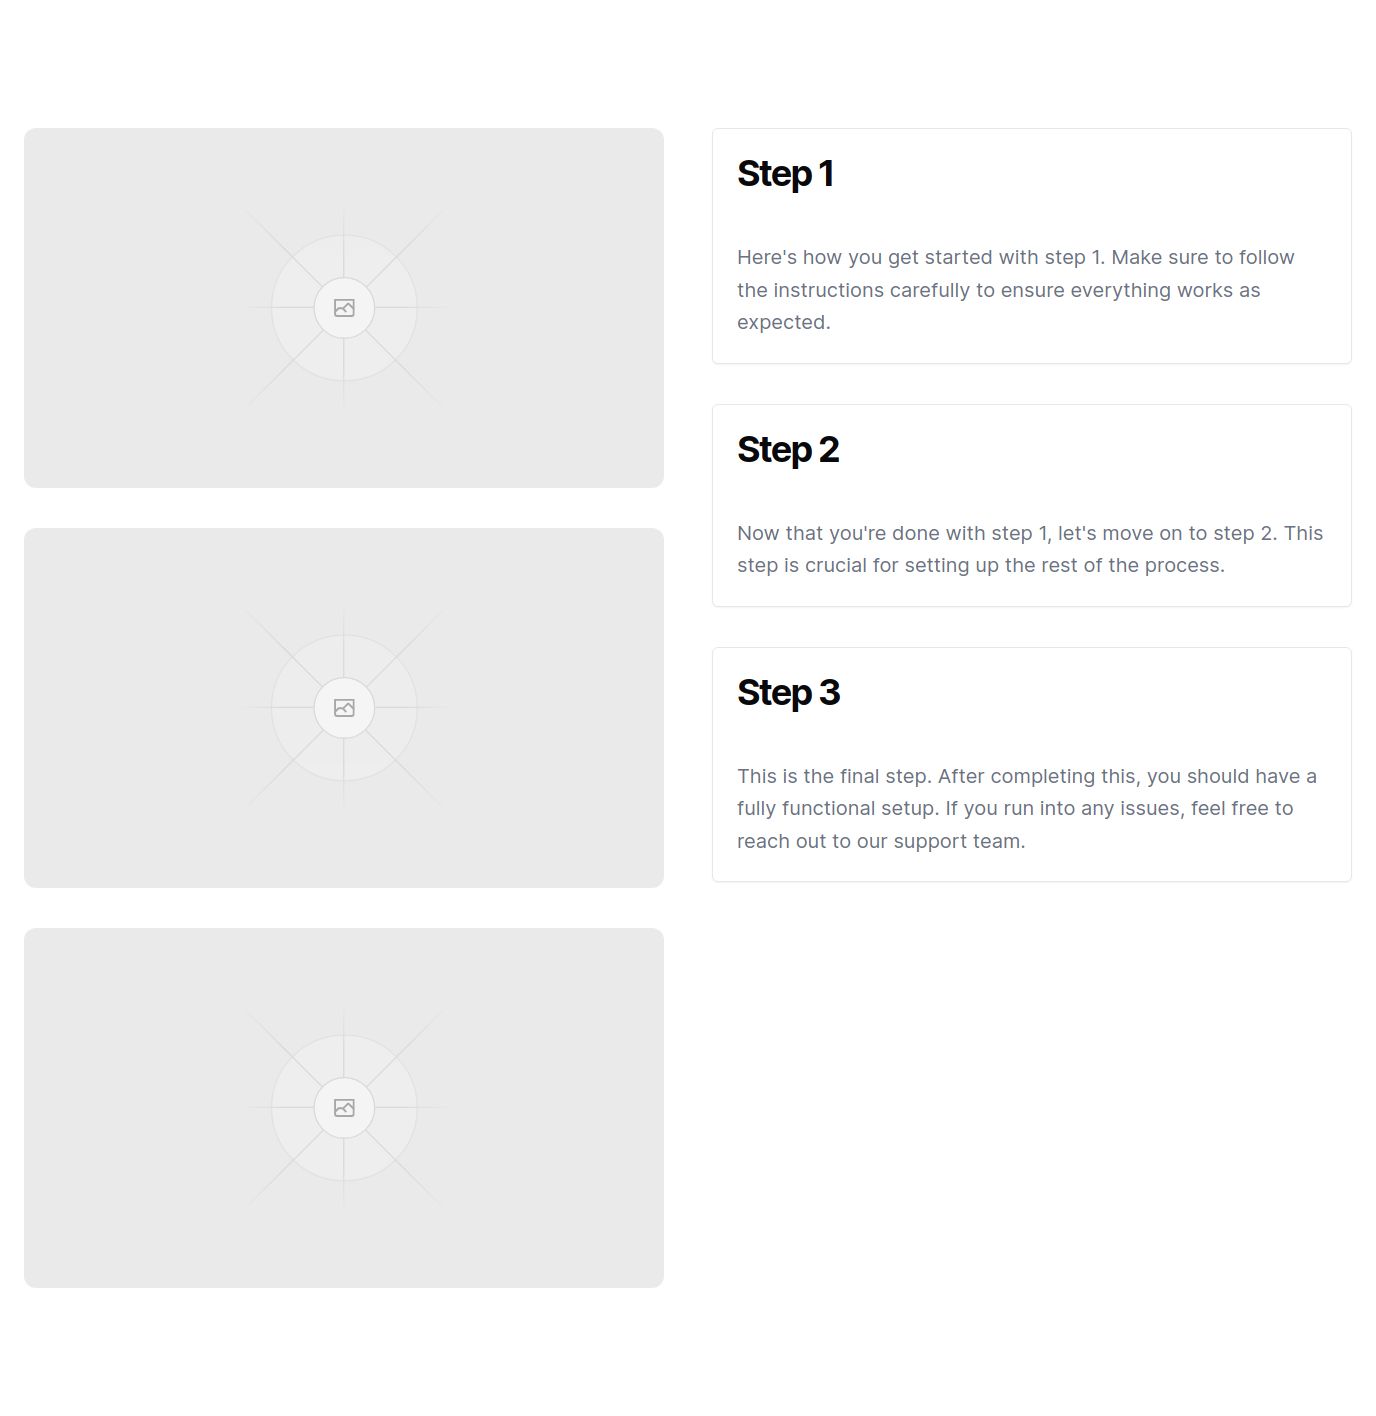 Step 1
Here's how you get started with step 1. Make sure to follow
the instructions carefully to ensure everything works as
expected.
Step 2
Now that you're done with step 1, let's move on to step 2. This
step is crucial for setting up the rest of the process.
Step 3
This is the final step. After completing this, you should have a
fully functional setup. If you run into any issues, feel free to
reach out to our support team.